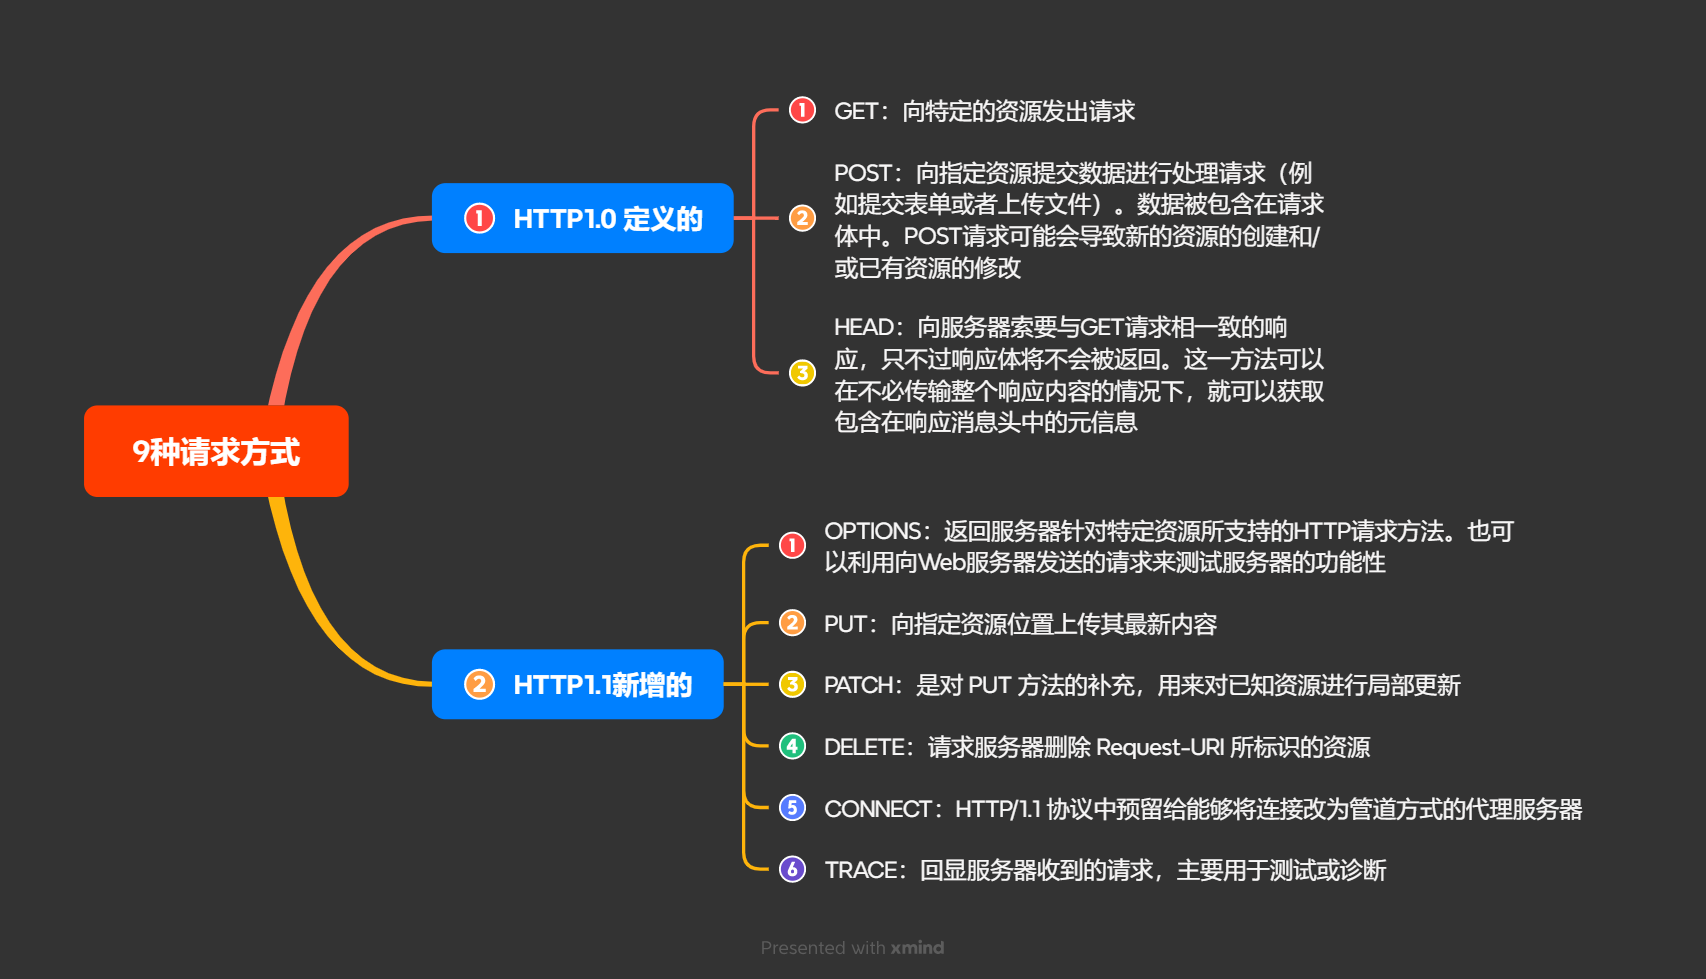 9种请求方式
1 HTTP1.0 定义的
1 GET：向特定的资源发出请求
2 POST：向指定资源提交数据进行处理请求（例
如提交表单或者上传文件）。数据被包含在请求
体中。POST请求可能会导致新的资源的创建和/
或已有资源的修改
3 HEAD：向服务器索要与GET请求相一致的响
应，只不过响应体将不会被返回。这一方法可以
在不必传输整个响应内容的情况下，就可以获取
包含在响应消息头中的元信息
2 HTTP1.1新增的
1 OPTIONS：返回服务器针对特定资源所支持的HTTP请求方法。也可
以利用向Web服务器发送的请求来测试服务器的功能性
2 PUT：向指定资源位置上传其最新内容
3 PATCH：是对 PUT 方法的补充，用来对已知资源进行局部更新
4 DELETE：请求服务器删除 Request-URI 所标识的资源
5 CONNECT：HTTP/1.1 协议中预留给能够将连接改为管道方式的代理服务器
6 TRACE：回显服务器收到的请求，主要用于测试或诊断
Presented with xmind